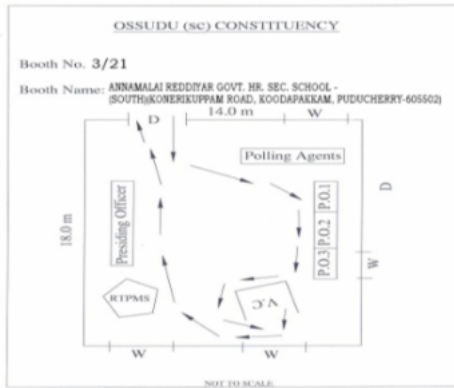 OSSUDU (SC) CONSTITUENCY
Booth No. 3/21
Booth Name: ANNAMALAI REDDIYAR GOVT. HR. SEC. SCHOOL -
(SOUTH)(KONERIKUPPAM ROAD, KOODAPAKKAM, PUDUCHERRY-605502)
D
14.0 m
W
Polling Agents
D
18.0 m
Presiding Officer
P.O.1
P.O.2
P.O.3
W
RTPMS
V.C
W
W
NOT TO SCALE